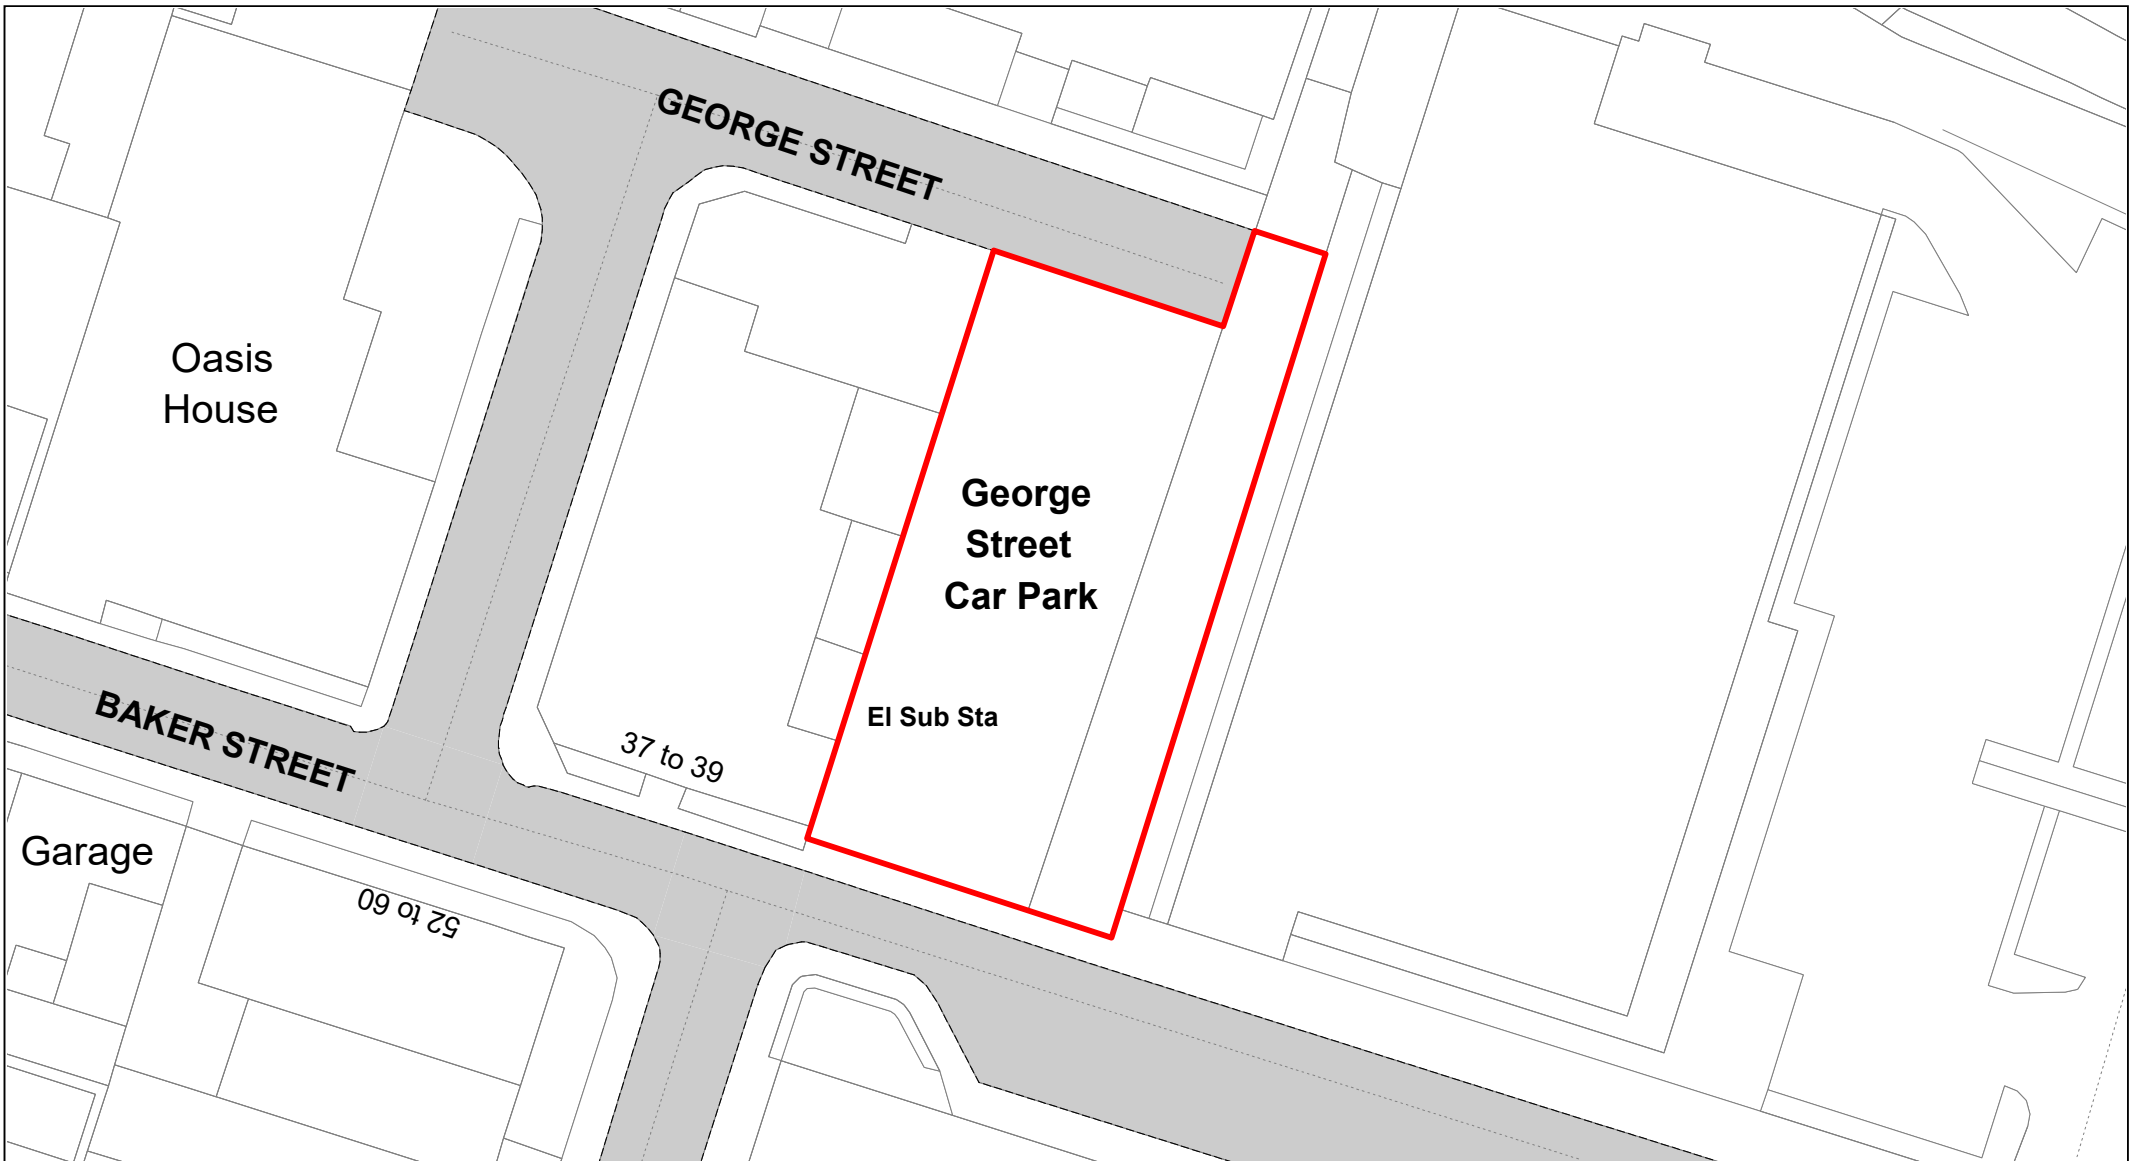 GEORGE STREET
Oasis
House
George
Street
Car Park
El Sub Sta
BAKER STREET
37 to 39
Garage
52 to 60